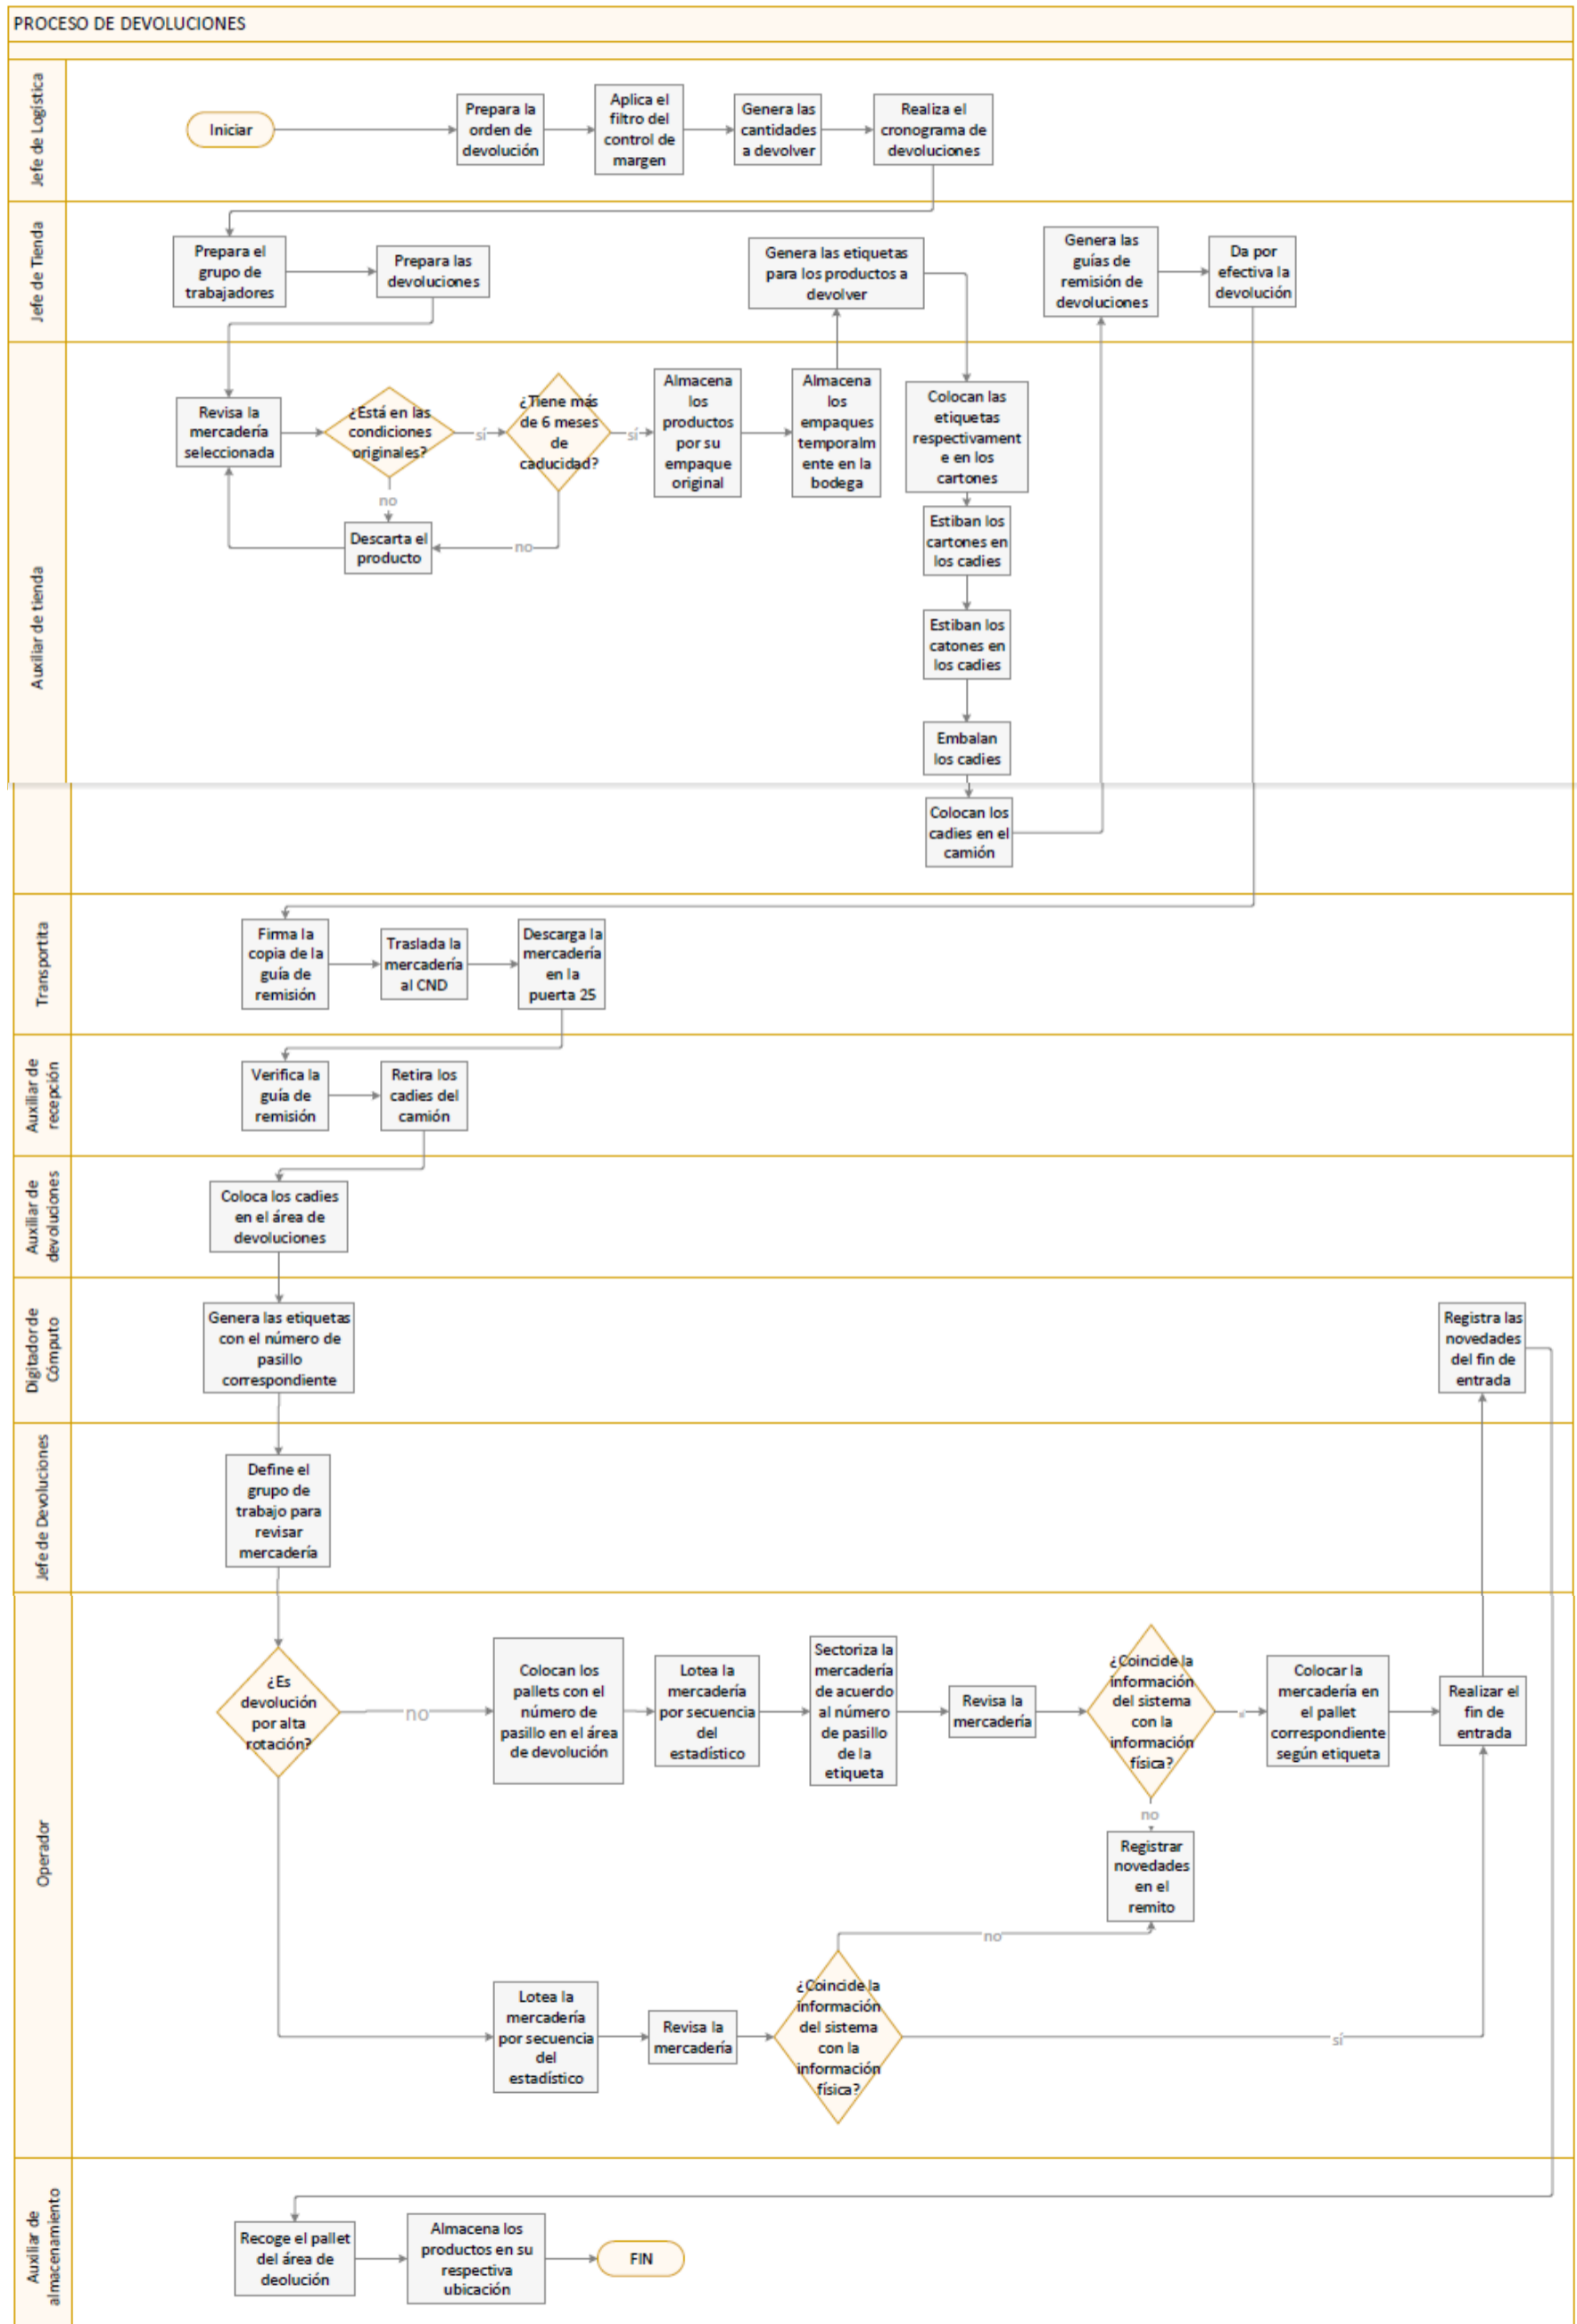 PROCESO DE DEVOLUCIONES
Jefe de Logística
Iniciar
Prepara la
orden de
devolución
Aplica el
filtro del
control de
margen
Genera las
cantidades
a devolver
Realiza el
cronograma de
devoluciones
Jefe de Tienda
Prepara el
grupo de
trabajadores
Prepara las
devoluciones
Genera las etiquetas
para los productos a
devolver
Genera las
guías de
remisión de
devoluciones
Da por
efectiva la
devolución
Auxiliar de tienda
Revisa la
mercadería
seleccionada
¿Está en las
condiciones
originales?
sí
no
¿Tiene más
de 6 meses
de
caducidad?
sí
no
Descarta el
producto
Almacena
los
productos
por su
empaque
original
Almacena
los
empaques
temporalm
ente en la
bodega
Colocan las
etiquetas
respectivament
e en los
cartones
Estiban los
cartones en
los cadies
Estiban los
catones en
los cadies
Embalan
los cadies
Colocan los
cadies en el
camión
Transportita
Firma la
copia de la
guía de
remisión
Traslada la
mercadería
al CND
Descarga la
mercadería
en la
puerta 25
Auxiliar de
recepción
Verifica la
guía de
remisión
Retira los
cadies del
camión
Auxiliar de
devoluciones
Coloca los cadies
en el área de
devoluciones
Digitador de
Cómputo
Genera las etiquetas
con el número de
pasillo
correspondiente
Registra las
novedades
del fin de
entrada
Jefe de Devoluciones
Define el
grupo de
trabajo para
revisar
mercadería
Operador
¿Es
devolución
por alta
rotación?
no
Colocan los
pallets con el
número de
pasillo en el área
de devolución
Lotea la
mercadería
por secuencia
del
estadístico
Sectoriza la
mercadería
de acuerdo
al número
de pasillo
de la
etiqueta
Revisa la
mercadería
¿Coincide la
información
del sistema
con la
información
física?
no
Colocar la
mercadería en
el pallet
correspondiente
según etiqueta
Realizar el
fin de
entrada
Registrar
novedades
en el
remito
no
Lotea la
mercadería
por secuencia
del
estadístico
Revisa la
mercadería
¿Coincide la
información
del sistema
con la
información
física?
sí
Auxiliar de
almacenamiento
Recoge el pallet
del área de
deolución
Almacena los
productos en su
respectiva
ubicación
FIN